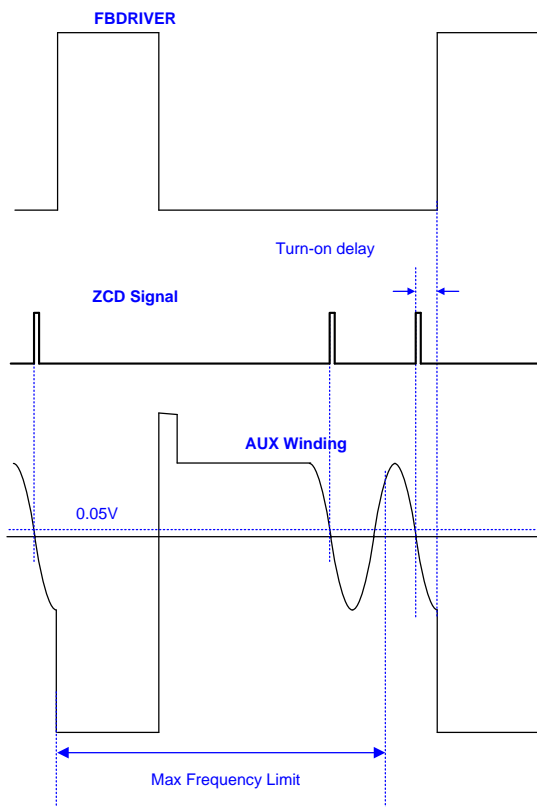 FBDRIVER
Turn-on delay
ZCD Signal
AUX Winding
0.05V
Max Frequency Limit